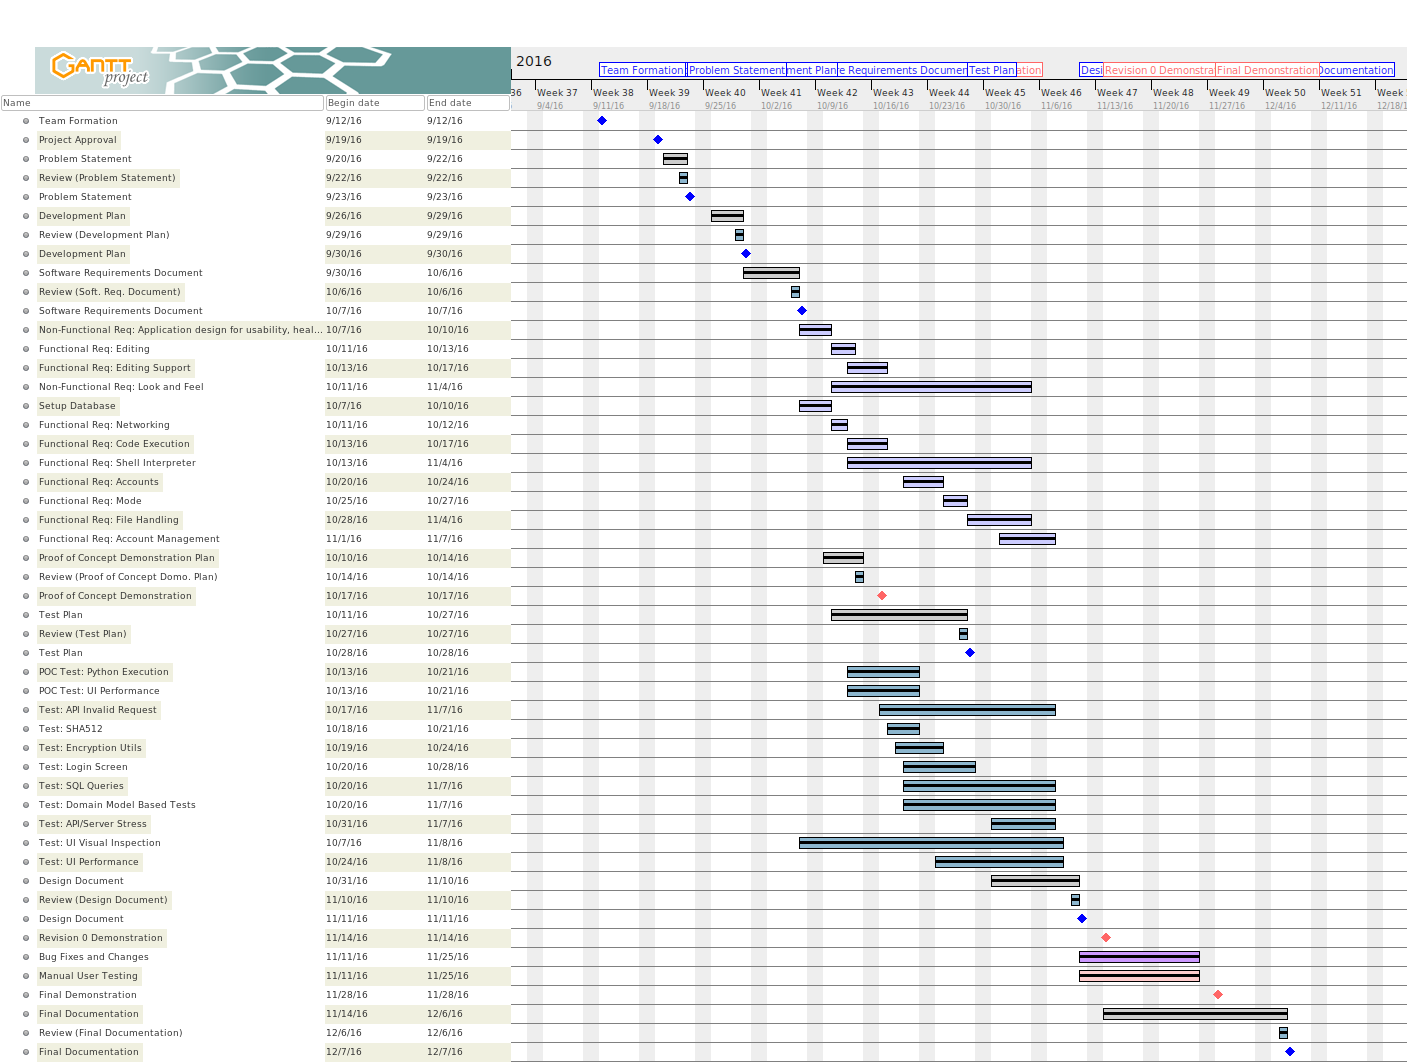 2016
GANTT project
Team Formation Problem Statement ment Plan e Requirements Documen Test Plan ation Desi Revision 0 Demonstra Final Demonstration Documentation
36 Week 37 Week 38 Week 39 Week 40 Week 41 Week 42 Week 43 Week 44 Week 45 Week 46 Week 47 Week 48 Week 49 Week 50 Week 51 Week
9/4/16 9/11/16 9/18/16 9/25/16 10/2/16 10/9/16 10/16/16 10/23/16 10/30/16 11/6/16 11/13/16 11/20/16 11/27/16 12/4/16 12/11/16 12/18/1
Name Begin date End date
Team Formation 9/12/16 9/12/16
Project Approval 9/19/16 9/19/16
Problem Statement 9/20/16 9/22/16
Review (Problem Statement) 9/22/16 9/22/16
Problem Statement 9/23/16 9/23/16
Development Plan 9/26/16 9/29/16
Review (Development Plan) 9/29/16 9/29/16
Development Plan 9/30/16 9/30/16
Software Requirements Document 9/30/16 10/6/16
Review (Soft. Req. Document) 10/6/16 10/6/16
Software Requirements Document 10/7/16 10/7/16
Non-Functional Req: Application design for usability, heal... 10/7/16 10/10/16
Functional Req: Editing 10/11/16 10/13/16
Functional Req: Editing Support 10/13/16 10/17/16
Non-Functional Req: Look and Feel 10/11/16 11/4/16
Setup Database 10/7/16 10/10/16
Functional Req: Networking 10/11/16 10/12/16
Functional Req: Code Execution 10/13/16 10/17/16
Functional Req: Shell Interpreter 10/13/16 11/4/16
Functional Req: Accounts 10/20/16 10/24/16
Functional Req: Mode 10/25/16 10/27/16
Functional Req: File Handling 10/28/16 11/4/16
Functional Req: Account Management 11/1/16 11/7/16
Proof of Concept Demonstration Plan 10/10/16 10/14/16
Review (Proof of Concept Domo. Plan) 10/14/16 10/14/16
Proof of Concept Demonstration 10/17/16 10/17/16
Test Plan 10/11/16 10/27/16
Review (Test Plan) 10/27/16 10/27/16
Test Plan 10/28/16 10/28/16
POC Test: Python Execution 10/13/16 10/21/16
POC Test: UI Performance 10/13/16 10/21/16
Test: API Invalid Request 10/17/16 11/7/16
Test: SHA512 10/18/16 10/21/16
Test: Encryption Utils 10/19/16 10/24/16
Test: Login Screen 10/20/16 10/28/16
Test: SQL Queries 10/20/16 11/7/16
Test: Domain Model Based Tests 10/20/16 11/7/16
Test: API/Server Stress 10/31/16 11/7/16
Test: UI Visual Inspection 10/7/16 11/8/16
Test: UI Performance 10/24/16 11/8/16
Design Document 10/31/16 11/10/16
Review (Design Document) 11/10/16 11/10/16
Design Document 11/11/16 11/11/16
Revision 0 Demonstration 11/14/16 11/14/16
Bug Fixes and Changes 11/11/16 11/25/16
Manual User Testing 11/11/16 11/25/16
Final Demonstration 11/28/16 11/28/16
Final Documentation 11/14/16 12/6/16
Review (Final Documentation) 12/6/16 12/6/16
Final Documentation 12/7/16 12/7/16